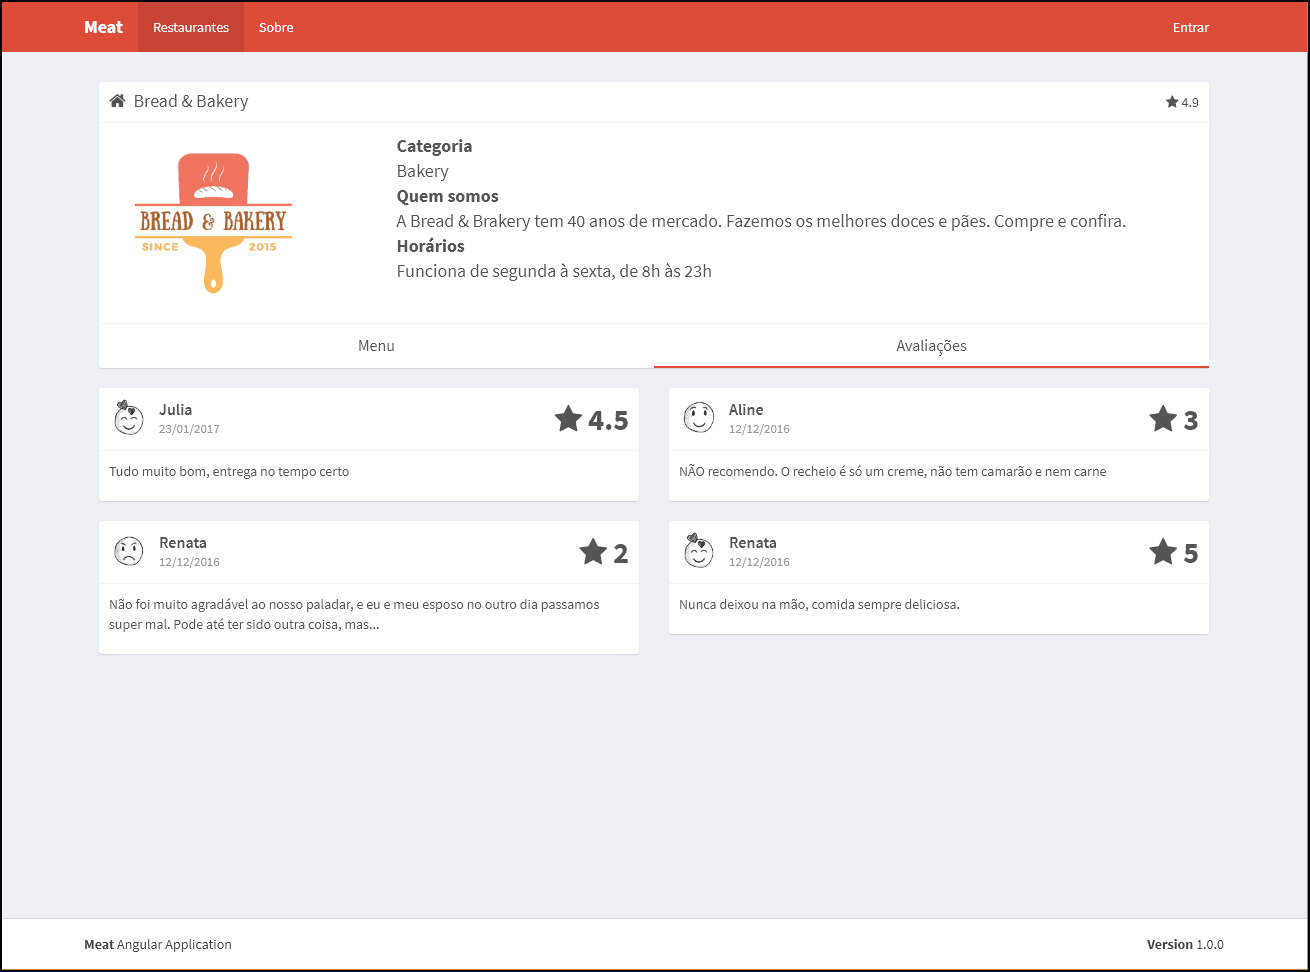 Meat Restaurantes Sobre Entrar
Bread & Bakery 4.9
BREAD & BAKERY
SINCE 2015
Categoria
Bakery
Quem somos
A Bread & Brakery tem 40 anos de mercado. Fazemos os melhores doces e pães. Compre e confira.
Horários
Funciona de segunda à sexta, de 8h às 23h
Menu Avaliações
Julia
23/01/2017
4.5
Tudo muito bom, entrega no tempo certo
Aline
12/12/2016
3
NÃO recomendo. O recheio é só um creme, não tem camarão e nem carne
Renata
12/12/2016
2
Não foi muito agradável ao nosso paladar, e eu e meu esposo no outro dia passamos
super mal. Pode até ter sido outra coisa, mas...
Renata
12/12/2016
5
Nunca deixou na mão, comida sempre deliciosa.
Meat Angular Application Version 1.0.0